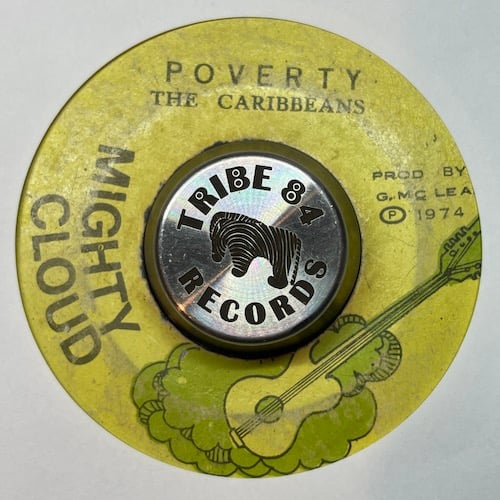 POVERTY
THE CARIBBEANS
MIGHTY
CLOUD
PROD BY
G. MC LEA
Ⓟ 1974
TRIBE 84
RECORDS